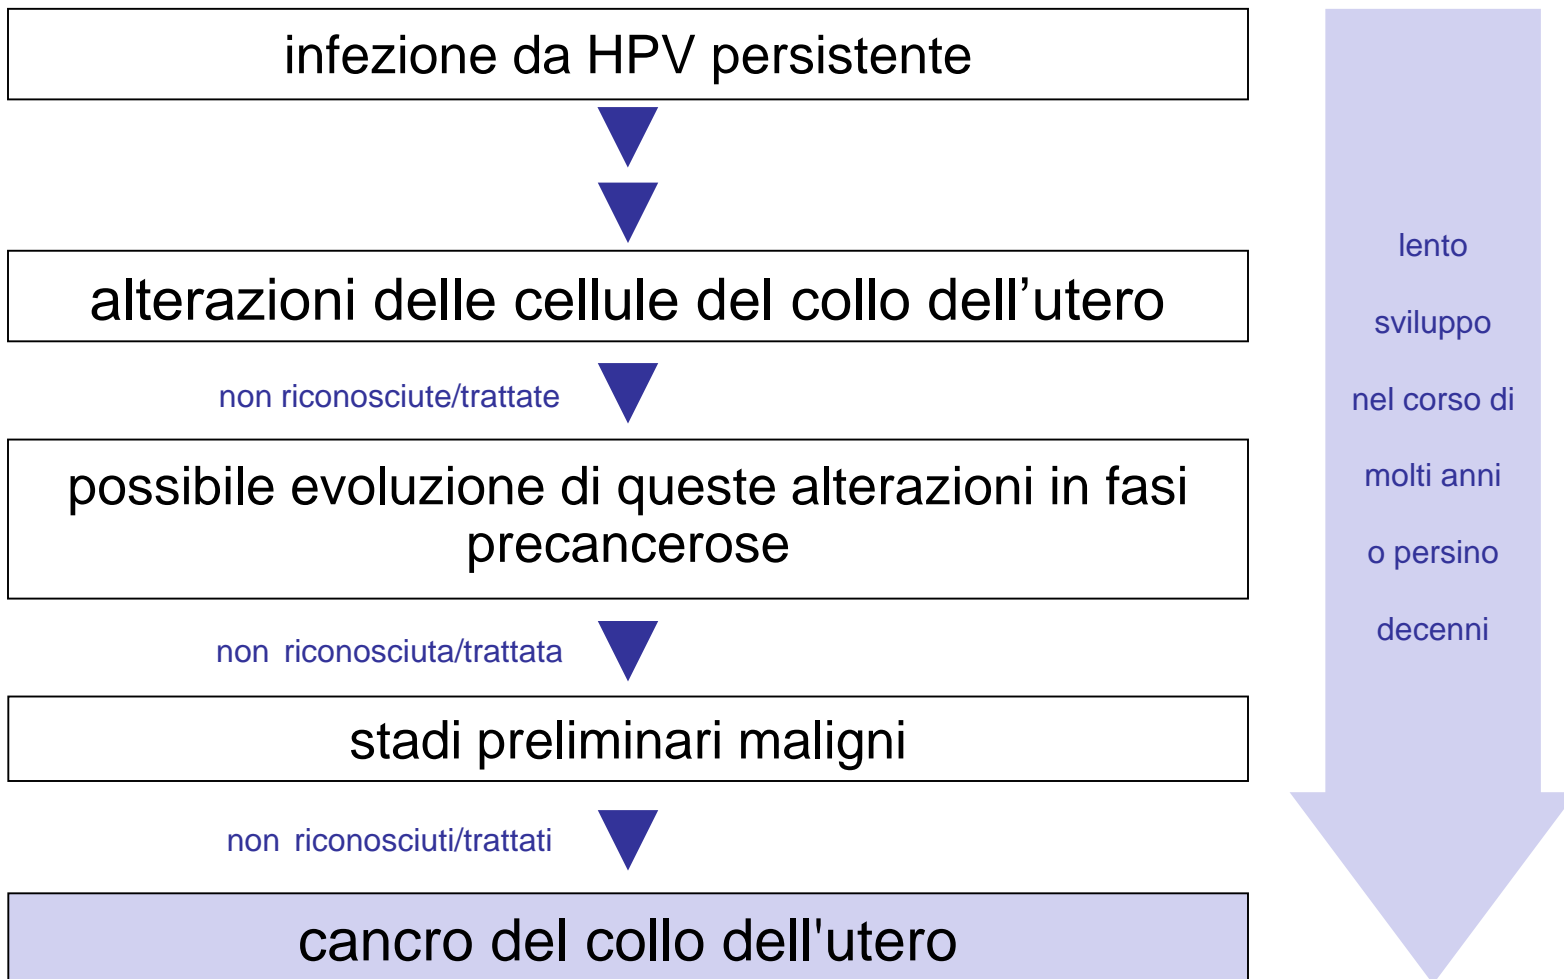 infezione da HPV persistente
alterazioni delle cellule del collo dell’utero
non riconosciute/trattate
possibile evoluzione di queste alterazioni in fasi
precancerose
non riconosciuta/trattata
stadi preliminari maligni
non riconosciuti/trattati
cancro del collo dell'utero
lento
sviluppo
nel corso di
molti anni
o persino
decenni